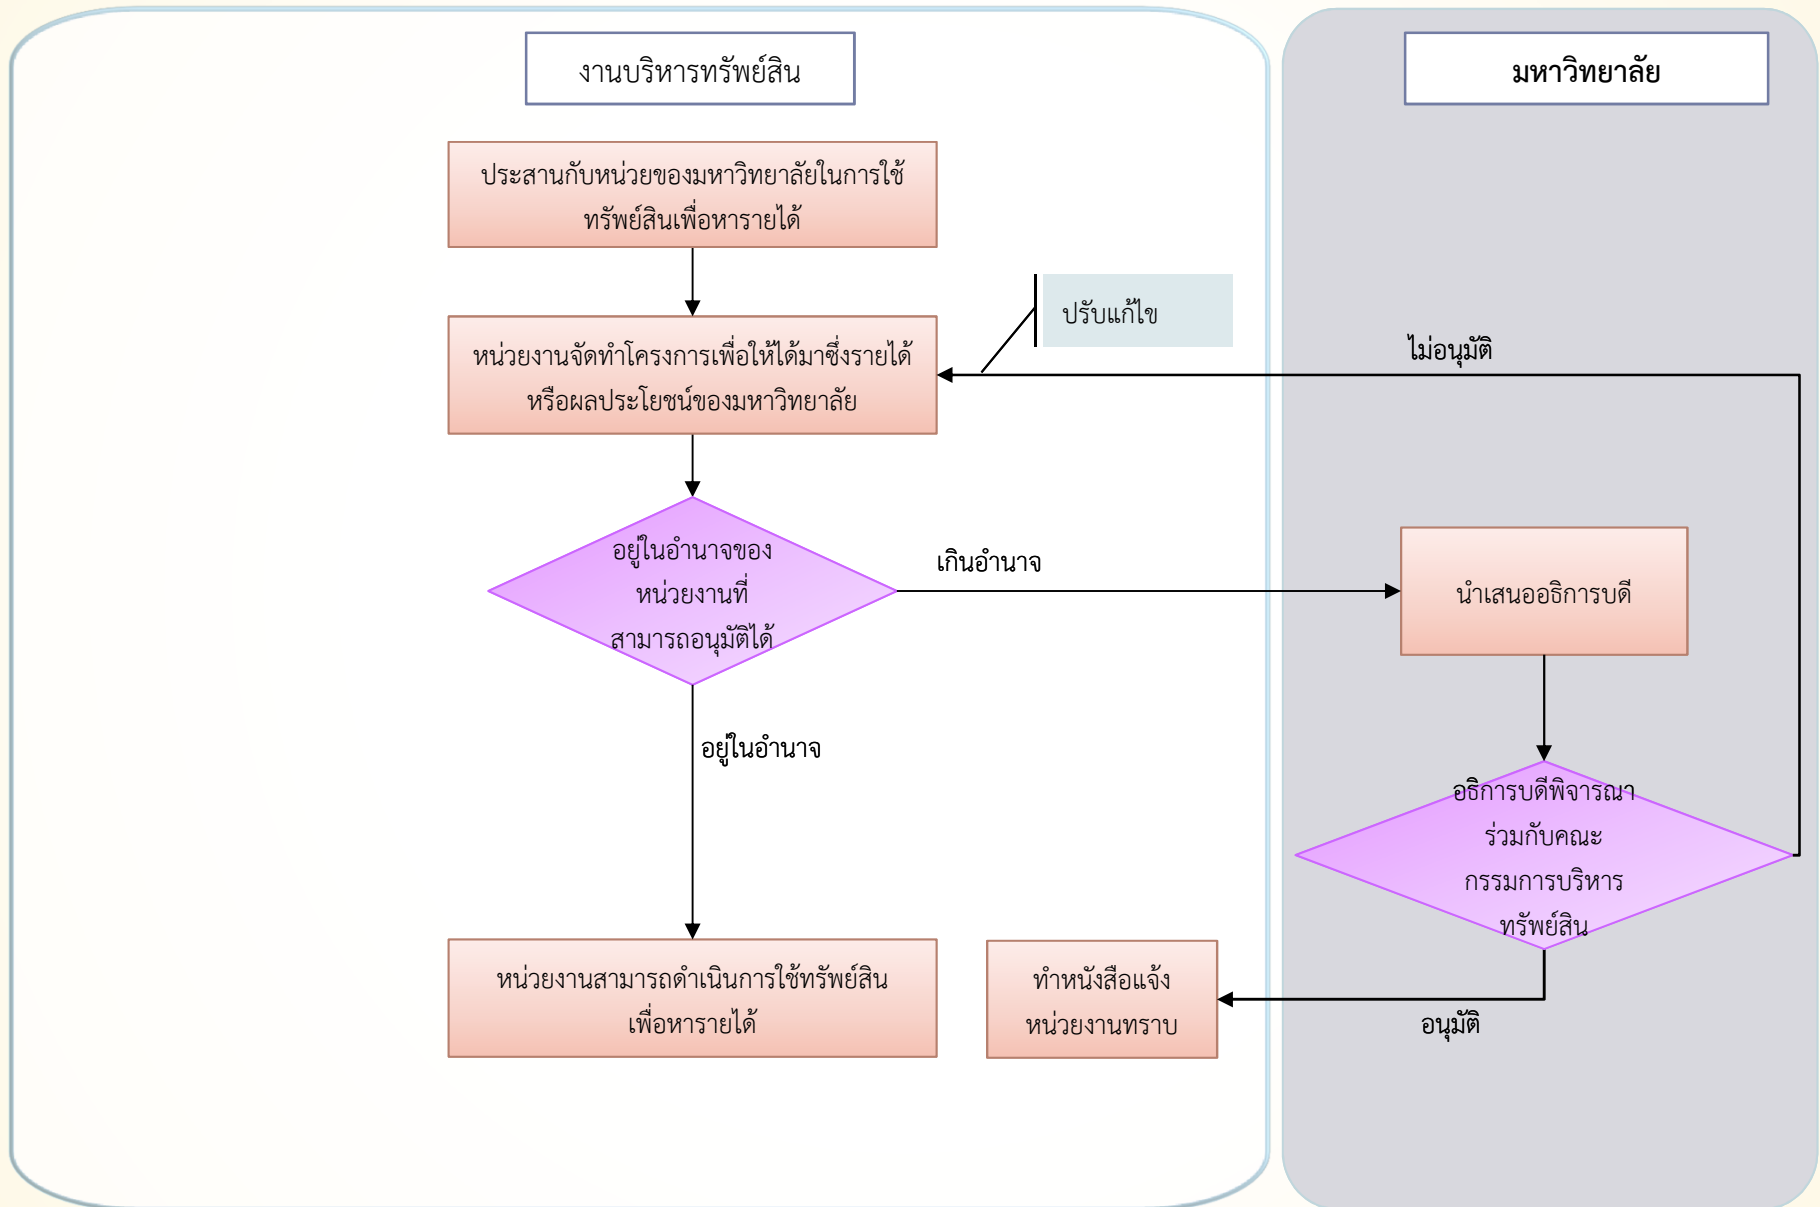 งานบริหารทรัพย์สิน
มหาวิทยาลัย
ประสานกับหน่วยของมหาวิทยาลัยในการใช้
ทรัพย์สินเพื่อหารายได้
ปรับแก้ไข
หน่วยงานจัดทำโครงการเพื่อให้ได้มาซึ่งรายได้
หรือผลประโยชน์ของมหาวิทยาลัย
ไม่อนุมัติ
อยู่ในอำนาจของ
หน่วยงานที่
สามารถอนุมัติได้
เกินอำนาจ
นำเสนออธิการบดี
อยู่ในอำนาจ
อธิการบดีพิจารณา
ร่วมกับคณะ
กรรมการบริหาร
ทรัพย์สิน
หน่วยงานสามารถดำเนินการใช้ทรัพย์สิน
เพื่อหารายได้
ทำหนังสือแจ้ง
หน่วยงานทราบ
อนุมัติ